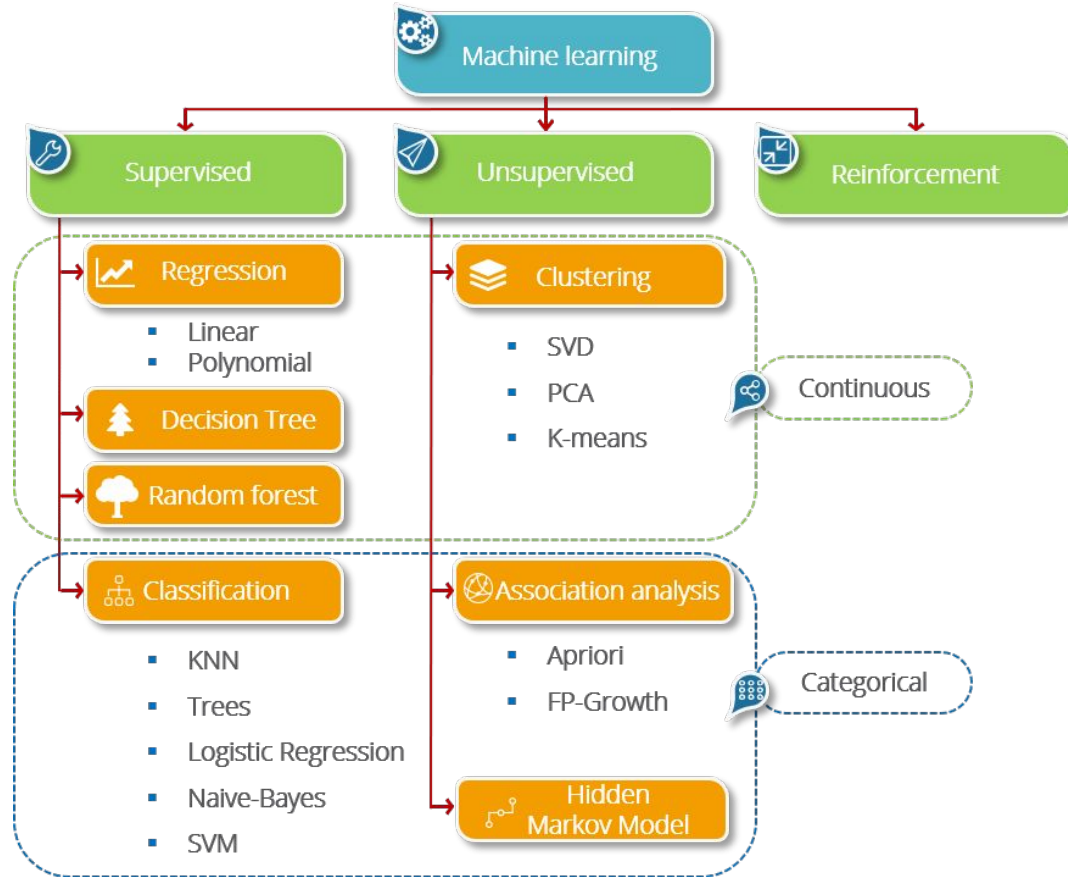 Machine learning
Supervised
Unsupervised
Reinforcement
Regression
Linear
Polynomial
Decision Tree
Random forest
Clustering
SVD
PCA
K-means
Continuous
Classification
KNN
Trees
Logistic Regression
Naive-Bayes
SVM
Association analysis
Apriori
FP-Growth
Hidden
Markov Model
Categorical